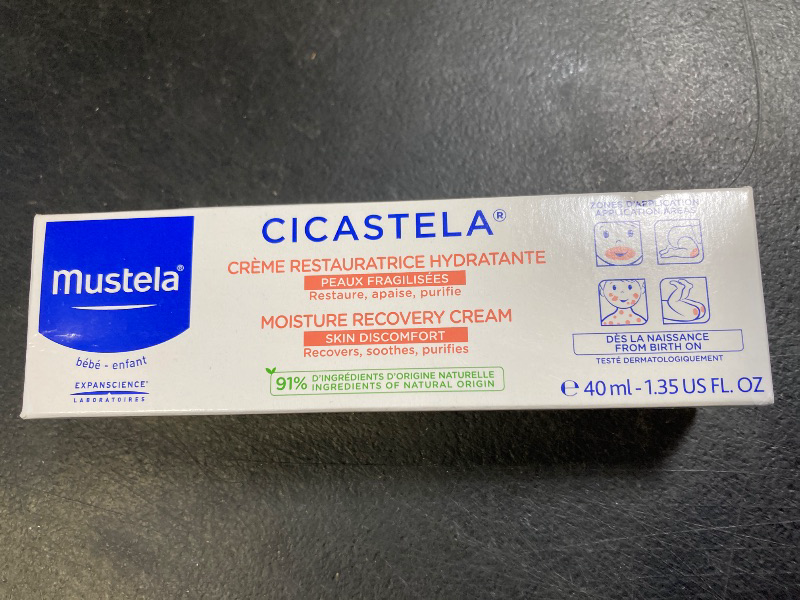 Mustela®
bébé - enfant
EXPANSCIENCE®
LABORATOIRES
CICASTELA®
CRÈME RESTAURATRICE HYDRATANTE
PEAUX FRAGILISÉES
Restaure, apaise, purifie
MOISTURE RECOVERY CREAM
SKIN DISCOMFORT
Recovers, soothes, purifies
91% D'INGRÉDIENTS D'ORIGINE NATURELLE
INGREDIENTS OF NATURAL ORIGIN
ZONES D'APPLICATION
APPLICATION AREAS
DÈS LA NAISSANCE
FROM BIRTH ON
TESTÉ DERMATOLOGIQUEMENT
℮ 40 ml - 1.35 US FL. OZ